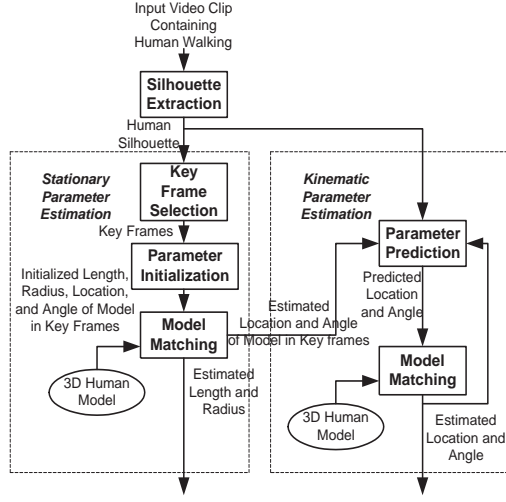 Input Video Clip
Containing
Human Walking
Silhouette
Extraction
Human
Silhouette
Stationary
Parameter
Estimation
Key
Frame
Selection
Key Frames
Parameter
Initialization
Initialized Length,
Radius, Location,
and Angle of Model
in Key Frames
Model
Matching
3D Human
Model
Estimated
Length and
Radius
Estimated
Location and Angle
of Model in Key frames
Kinematic
Parameter
Estimation
Parameter
Prediction
Predicted
Location
and Angle
Model
Matching
3D Human
Model
Estimated
Location and
Angle